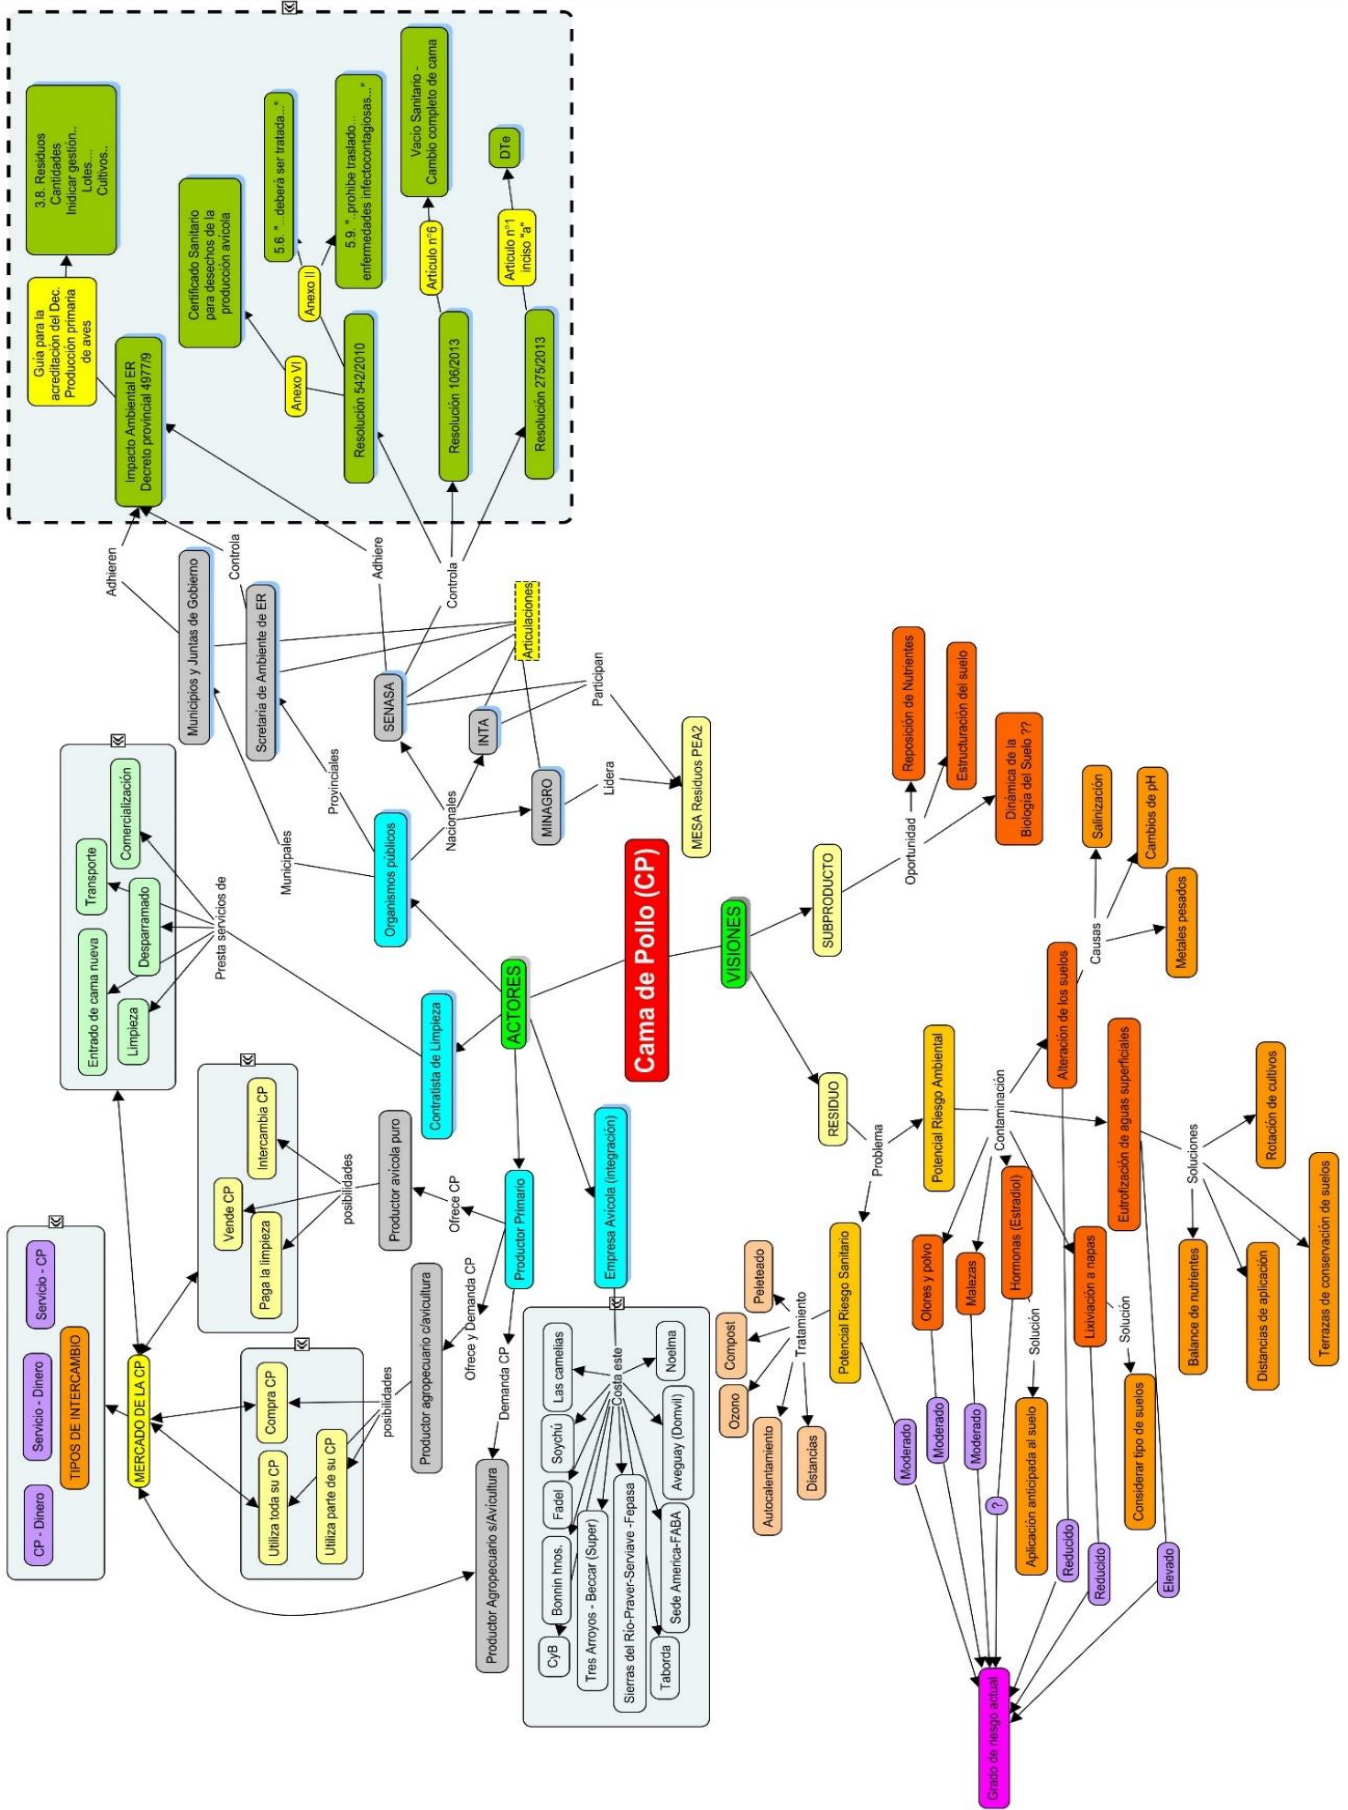 CP - Dinero
Servicio - Dinero
Servicio - CP
TIPOS DE INTERCAMBIO
MERCADO DE LA CP
Entrado de cama nueva
Transporte
Limpieza
Desparramado
Comercialización
Presta servicios de
Vende CP
Paga la limpieza
Intercambia CP
posibilidades
Productor avícola puro
Ofrece CP
Utiliza toda su CP
Compra CP
Utiliza parte de su CP
posibilidades
Productor agropecuario c/avicultura
Ofrece y Demanda CP
Productor Agropecuario s/Avicultura
Demanda CP
Productor Primario
Contratista de Limpieza
ACTORES
Empresa Avícola (integración)
CyB
Bonnin hnos.
Fadel
Soychú
Las camelias
Tres Arroyos - Beccar (Super)
Costa este
Sierras del Río-Praver-Serviave -Fepasa
Noelma
Taborda
Sede America-FABA
Aveguay (Domvil)
Organismos públicos
Municipales
Provinciales
Nacionales
Municipios y Juntas de Gobierno
Scretaría de Ambiente de ER
SENASA
INTA
MINAGRO
Articulaciones
Participan
Lidera
MESA Residuos PEA2
Adhieren
Controla
Adhiere
Controla
Guía para la
acreditación del Dec.
Producción primaria
de aves
3.8. Residuos
Cantidades
Inidicar gestión..
Lotes....
Cultivos..
Impacto Ambiental ER
Decreto provincial 4977/9
Certificado Sanitario
para desechos de la
producción avícola
Anexo VI
Anexo II
5.6. "...deberá ser tratada..."
5.9. "..prohibe traslado...
enfermedades infectocontagiosas..."
Resolución 542/2010
Resolución 106/2013
Artículo n°6
Vacío Sanitario -
Cambio completo de cama
Resolución 275/2013
Artículo n°1
inciso "a"
DTe
Cama de Pollo (CP)
VISIONES
SUBPRODUCTO
Oportunidad
Reposición de Nutrientes
Estructuración del suelo
Dinámica de la
Biología del Suelo ??
RESIDUO
Problema
Potencial Riesgo Sanitario
Potencial Riesgo Ambiental
Tratamiento
Peleteado
Compost
Ozono
Autocalentamiento
Distancias
Contaminación
Olores y polvo
Malezas
Hormonas (Estradiol)
Lixiviación a napas
Eutrofización de aguas superficiales
Alteración de los suelos
Causas
Salinización
Cambios de pH
Metales pesados
Solución
Aplicación anticipada al suelo
Solución
Considerar tipo de suelos
Soluciones
Balance de nutrientes
Distancias de aplicación
Terrazas de conservación de suelos
Rotación de cultivos
Moderado
Moderado
Moderado
?
Reducido
Reducido
Elevado
Grado de riesgo actual